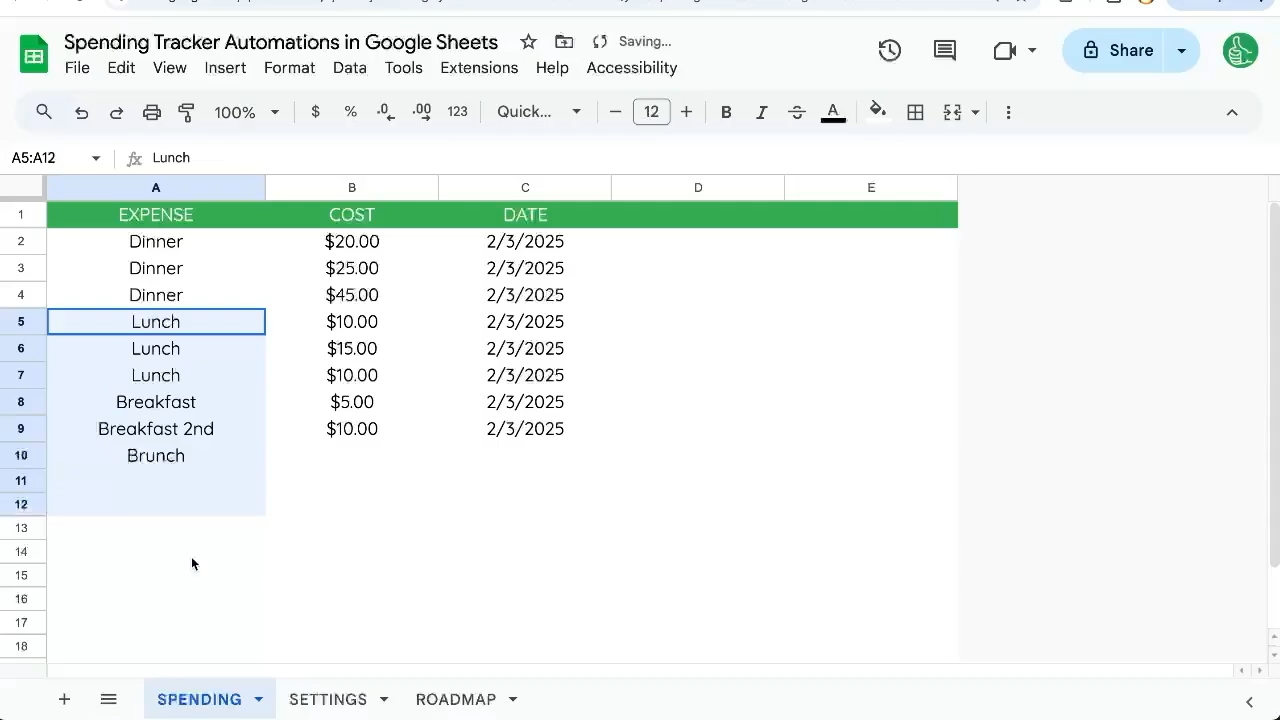 Spending Tracker Automations in Google Sheets Saving...
File Edit View Insert Format Data Tools Extensions Help Accessibility
Share
100% $ % .0 .00 123 Quick... − 12 + B I S A
A5:A12 fx Lunch
A B C D E
1 EXPENSE COST DATE
2 Dinner $20.00 2/3/2025
3 Dinner $25.00 2/3/2025
4 Dinner $45.00 2/3/2025
5 Lunch $10.00 2/3/2025
6 Lunch $15.00 2/3/2025
7 Lunch $10.00 2/3/2025
8 Breakfast $5.00 2/3/2025
9 Breakfast 2nd $10.00 2/3/2025
10 Brunch
11
12
13
14
15
16
17
18
+ SPENDING SETTINGS ROADMAP